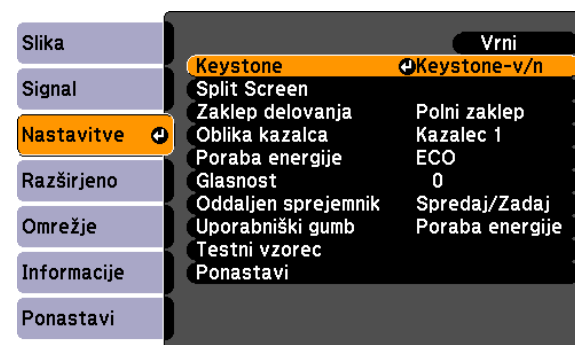 Slika
Signal
Nastavitve
Razširjeno
Omrežje
Informacije
Ponastavi
Vrni
Keystone Keystone-v/n
Split Screen
Zaklep delovanja Polni zaklep
Oblika kazalca Kazalec 1
Poraba energije ECO
Glasnost 0
Oddaljen sprejemnik Spredaj/Zadaj
Uporabniški gumb Poraba energije
Testni vzorec
Ponastavi